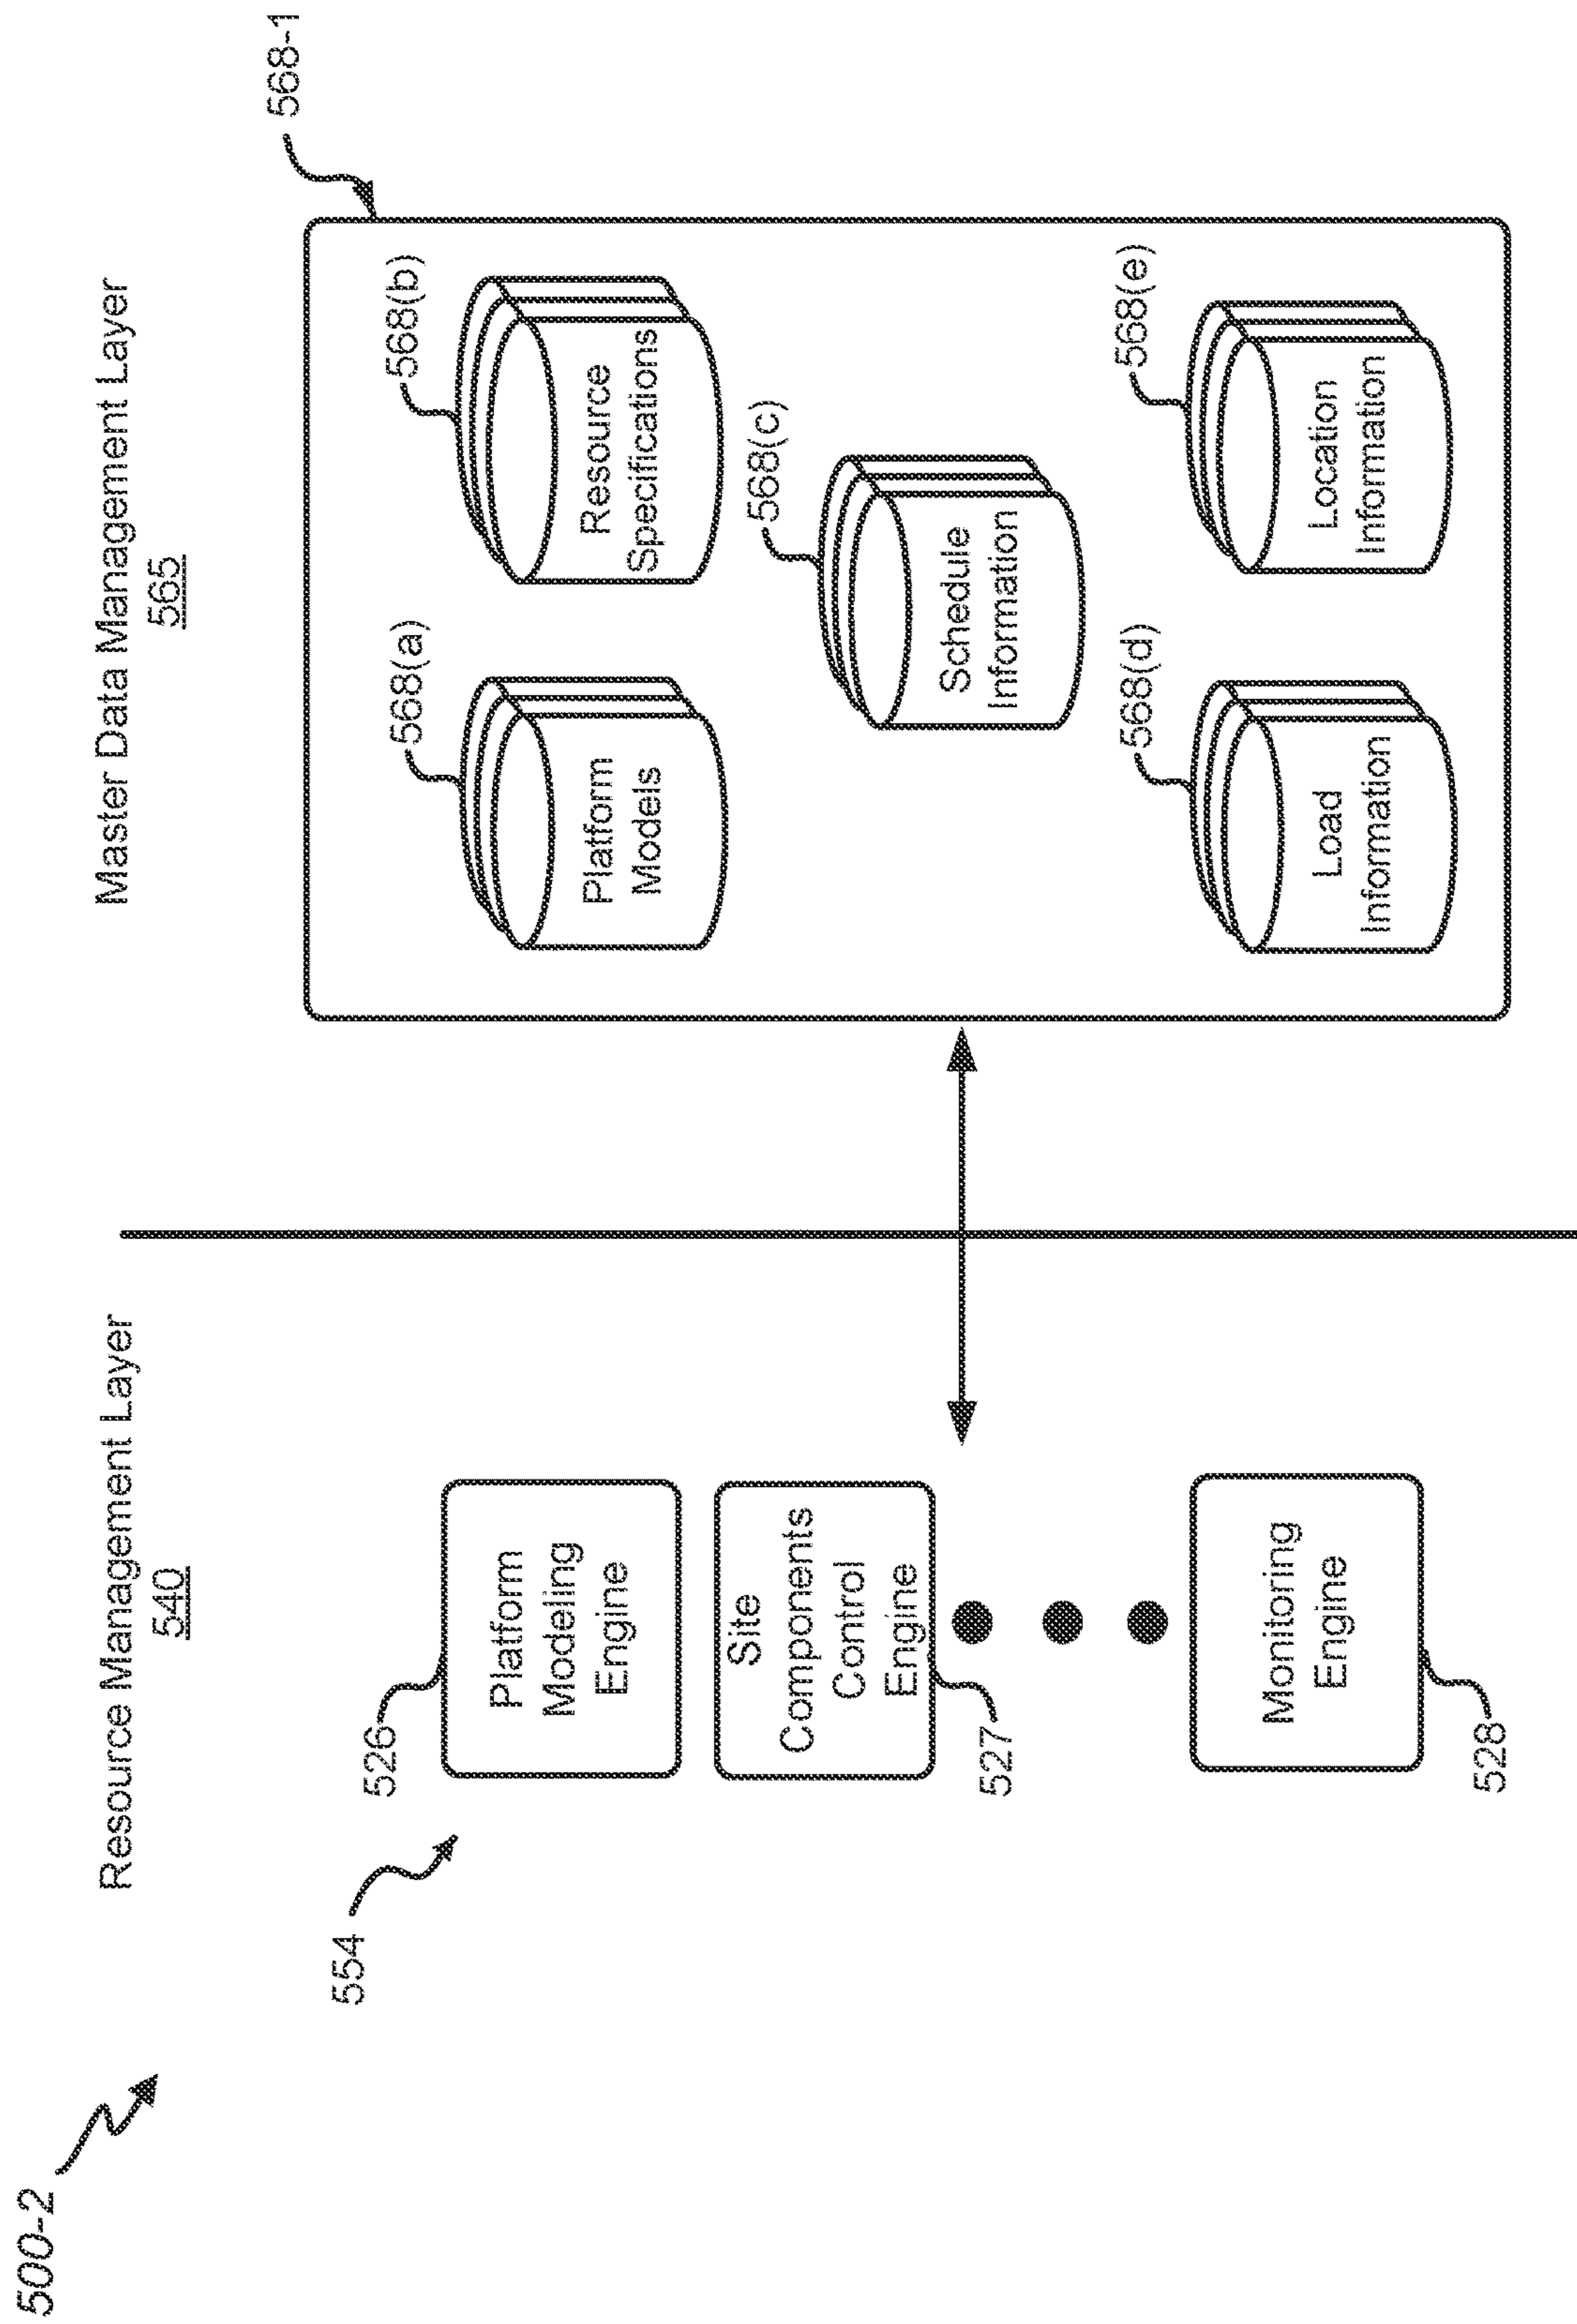 500-2
Resource Management Layer
540
Master Data Management Layer
565
554
526
Platform
Modeling
Engine
Site
Components
Control
Engine
527
Monitoring
Engine
528
568-1
568(a)
Platform
Models
568(b)
Resource
Specifications
568(c)
Schedule
Information
568(d)
Load
Information
568(e)
Location
Information